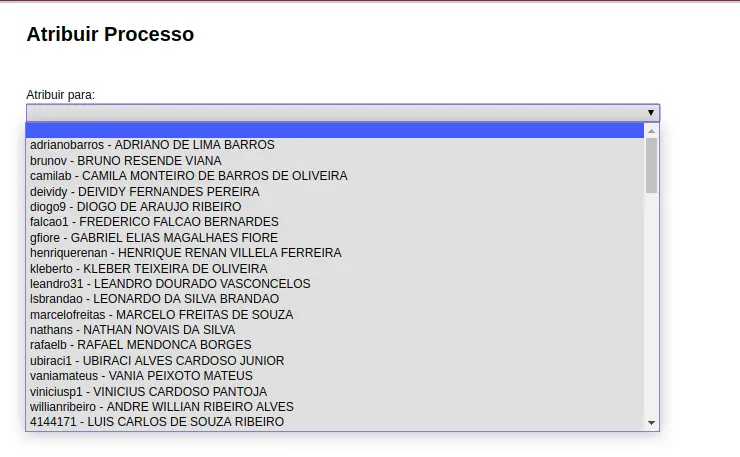 Atribuir Processo
Atribuir para:
adrianobarros - ADRIANO DE LIMA BARROS
brunov - BRUNO RESENDE VIANA
camilab - CAMILA MONTEIRO DE BARROS DE OLIVEIRA
deividy - DEIVIDY FERNANDES PEREIRA
diogo9 - DIOGO DE ARAUJO RIBEIRO
falcao1 - FREDERICO FALCAO BERNARDES
gfiore - GABRIEL ELIAS MAGALHAES FIORE
henriquerenan - HENRIQUE RENAN VILLELA FERREIRA
kleberto - KLEBER TEIXEIRA DE OLIVEIRA
leandro31 - LEANDRO DOURADO VASCONCELOS
lsbrandao - LEONARDO DA SILVA BRANDAO
marcelofreitas - MARCELO FREITAS DE SOUZA
nathans - NATHAN NOVAIS DA SILVA
rafaelb - RAFAEL MENDONCA BORGES
ubiraci1 - UBIRACI ALVES CARDOSO JUNIOR
vaniamateus - VANIA PEIXOTO MATEUS
viniciusp1 - VINICIUS CARDOSO PANTOJA
willianribeiro - ANDRE WILLIAN RIBEIRO ALVES
4144171 - LUIS CARLOS DE SOUZA RIBEIRO